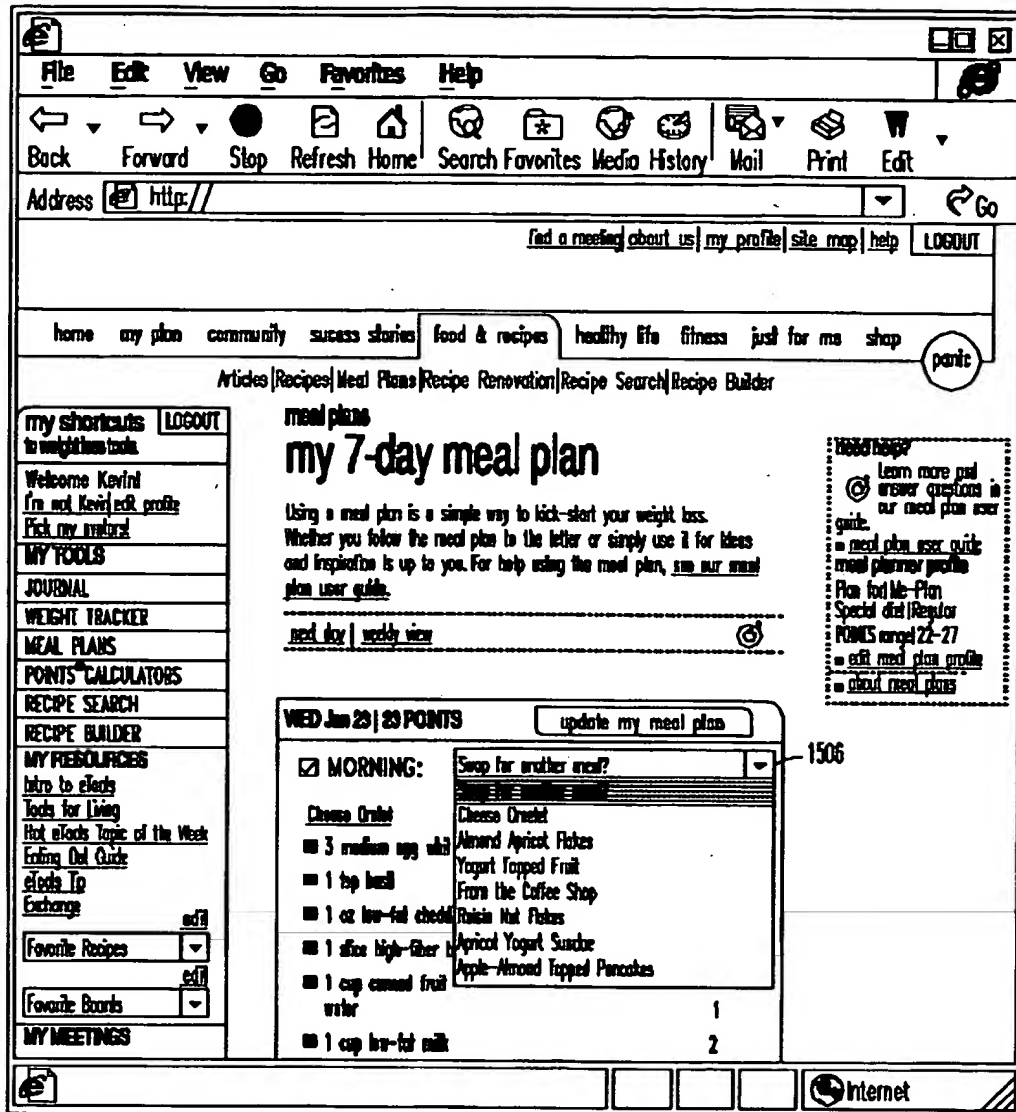 File Edit View Go Favorites Help
Back Forward Stop Refresh Home Search Favorites Media History Mail Print Edit
Address http:// Go
find a meeting|about us|my profile|site map|help LOGOUT
home my plan community sucess stories food & recipes healthy life fitness just for me shop
panic
Articles|Recipes|Meal Plans|Recipe Renovation|Recipe Search|Recipe Builder
my shortcuts LOGOUT
to weight loss tools.
Welcome Kevin!
I'm not Kevin|edit profile
Pick my avatar!
MY TOOLS
JOURNAL
WEIGHT TRACKER
MEAL PLANS
POINTS CALCULATORS
RECIPE SEARCH
RECIPE BUILDER
MY RESOURCES
Intro to eTools
Tools for Living
Hot eTools Topic of the Week
Eating Out Guide
eTools Tip
Exchange
edit
Favorite Recipes
edit
Favorite Boards
MY MEETINGS
meal plans
my 7-day meal plan
Using a meal plan is a simple way to kick-start your weight loss.
Whether you follow the meal plan to the letter or simply use it for ideas
and inspiration is up to you. For help using the meal plan, see our meal
plan user guide.
next day | weekly view
WED Jan 23 | 23 POINTS update my meal plan
MORNING: Swap for another meal?
1506
Swap for another meal?
Cheese Omelet
Almond Apricot Flakes
Yogurt Topped Fruit
From the Coffee Shop
Raisin Nut Flakes
Apricot Yogurt Sundae
Apple-Almond Topped Pancakes
Cheese Omlet
3 medium egg whit
1 tsp basil
1 oz low-fat chedd
1 slice high-fiber b
1 cup canned fruit
water 1
1 cup low-fat milk 2
need help?
Learn more and
answer questions in
our meal plan user
guide.
meal plan user guide
meal planner profile
Plan for|Me-Plan
Special diet|Regular
POINTS range|22-27
edit meal plan profile
about meal plans
Internet